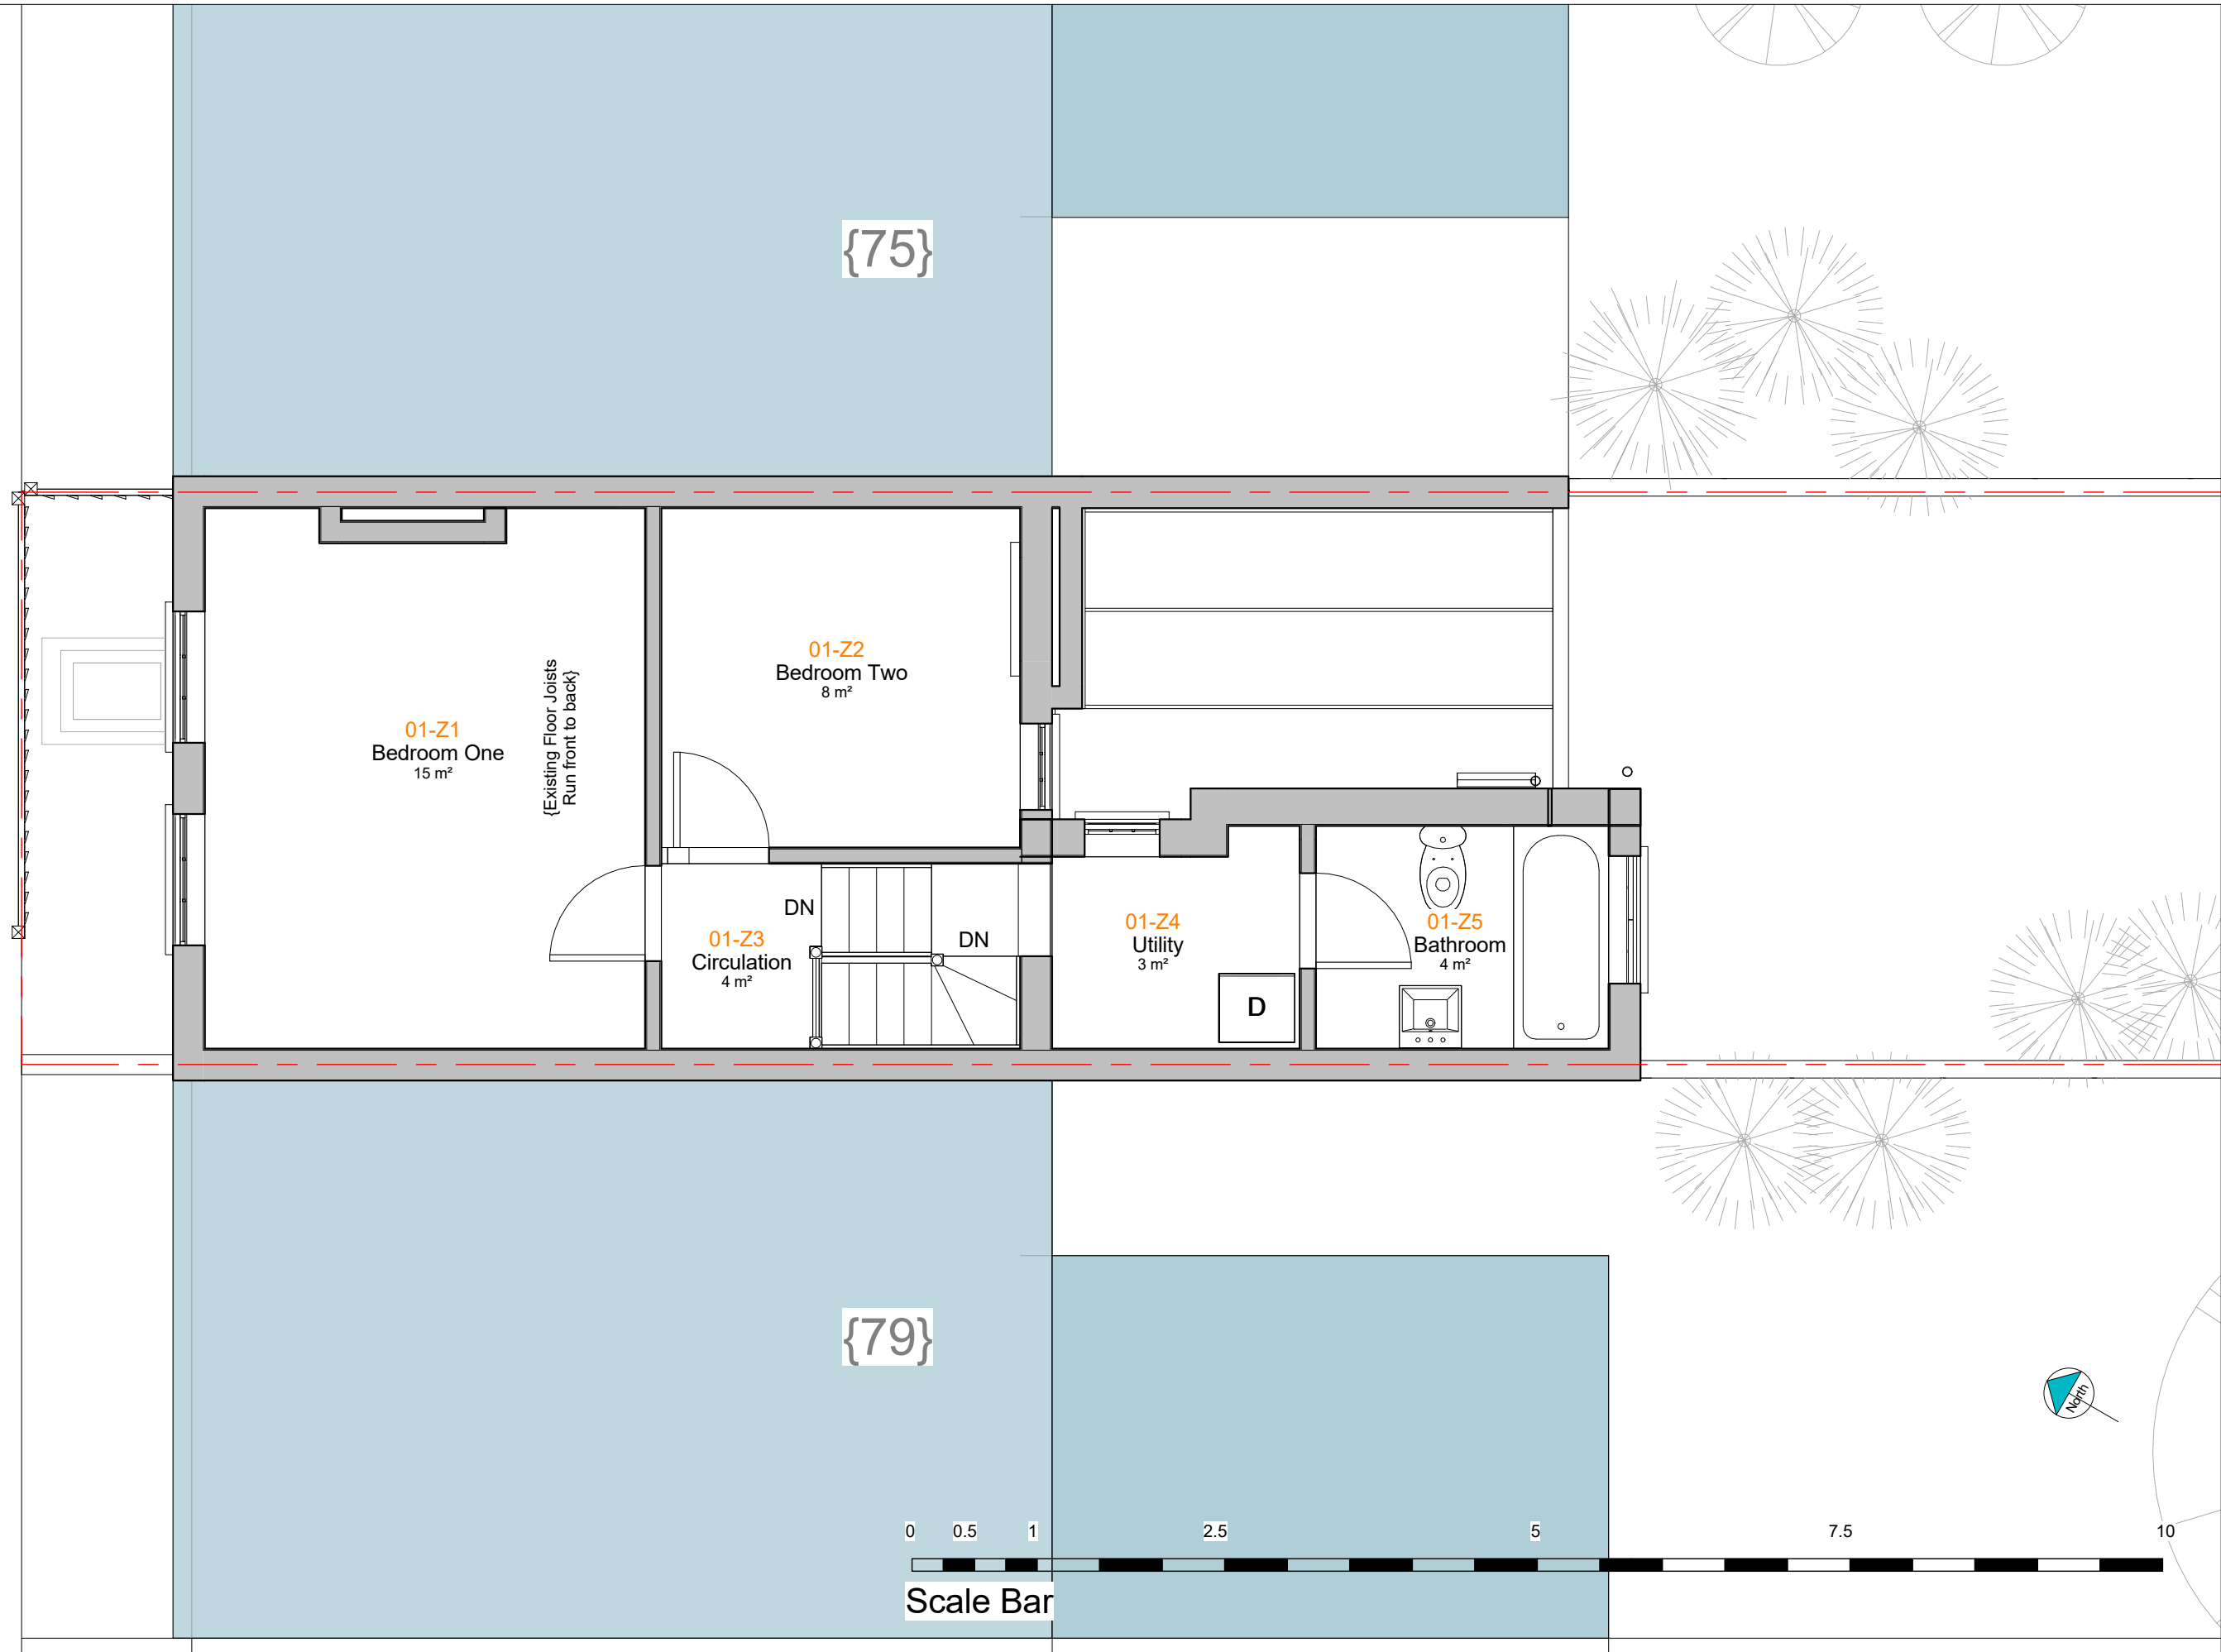 {75}
01-Z2
Bedroom Two
8 m²
{Existing Floor Joists
Run front to back}
01-Z1
Bedroom One
15 m²
DN
DN
01-Z3
Circulation
4 m²
01-Z4
Utility
3 m²
01-Z5
Bathroom
4 m²
D
{79}
North
0 0.5 1 2.5 5 7.5 10
Scale Bar